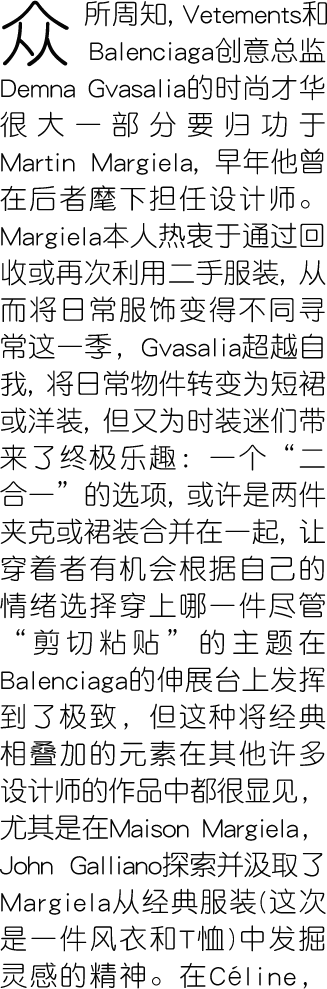 众所周知, Vetements和
Balenciaga创意总监
Demna Gvasalia的时尚才华
很大一部分要归功于
Martin Margiela, 早年他曾
在后者麾下担任设计师。
Margiela本人热衷于通过回
收或再次利用二手服装, 从
而将日常服饰变得不同寻
常这一季, Gvasalia超越自
我, 将日常物件转变为短裙
或洋装, 但又为时装迷们带
来了终极乐趣: 一个“二
合一”的选项, 或许是两件
夹克或裙装合并在一起, 让
穿着者有机会根据自己的
情绪选择穿上哪一件尽管
“剪切粘贴”的主题在
Balenciaga的伸展台上发挥
到了极致, 但这种将经典
相叠加的元素在其他许多
设计师的作品中都很显见,
尤其是在Maison Margiela,
John Galliano探索并汲取了
Margiela从经典服装(这次
是一件风衣和T恤)中发掘
灵感的精神。在Céline,